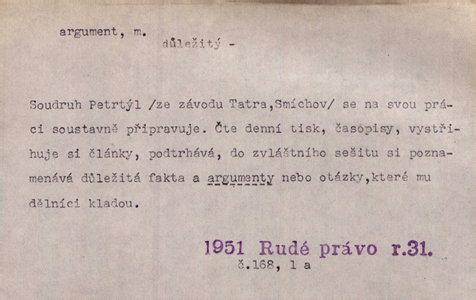 argument, m.
důležitý -
Soudruh Petrtýl /ze závodu Tatra,Smíchov/ se na svou prá-
ci soustavně připravuje. Čte denní tisk, časopisy, vystři-
huje si články, podtrhává, do zvláštního sešitu si pozna-
menává důležitá fakta a argumenty nebo otázky,které mu
dělníci kladou.
1951 Rudé právo r.31.
č.168, 1 a